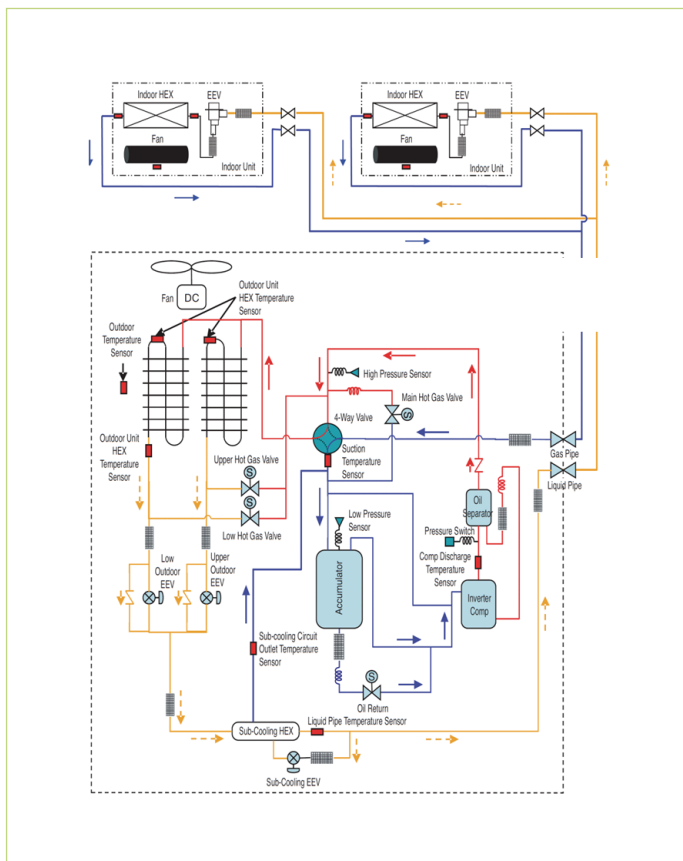 Indoor HEX
EEV
Fan
Indoor Unit
Indoor HEX
EEV
Fan
Indoor Unit
Fan
DC
Outdoor Unit
HEX Temperature
Sensor
Outdoor
Temperature
Sensor
High Pressure Sensor
Main Hot Gas Valve
4-Way Valve
Outdoor Unit
HEX
Temperature
Sensor
Suction
Temperature
Sensor
Gas Pipe
Liquid Pipe
Upper Hot Gas Valve
S
S
S
Low Hot Gas Valve
Low Pressure
Sensor
Oil
Separator
Pressure Switch
Comp Discharge
Temperature
Sensor
Low
Outdoor
EEV
Upper
Outdoor
EEV
Accumulator
Inverter
Comp
Sub-cooling Circuit
Outlet Temperature
Sensor
S
Oil Return
Sub-Cooling HEX
Liquid Pipe Temperature Sensor
Sub-Cooling EEV